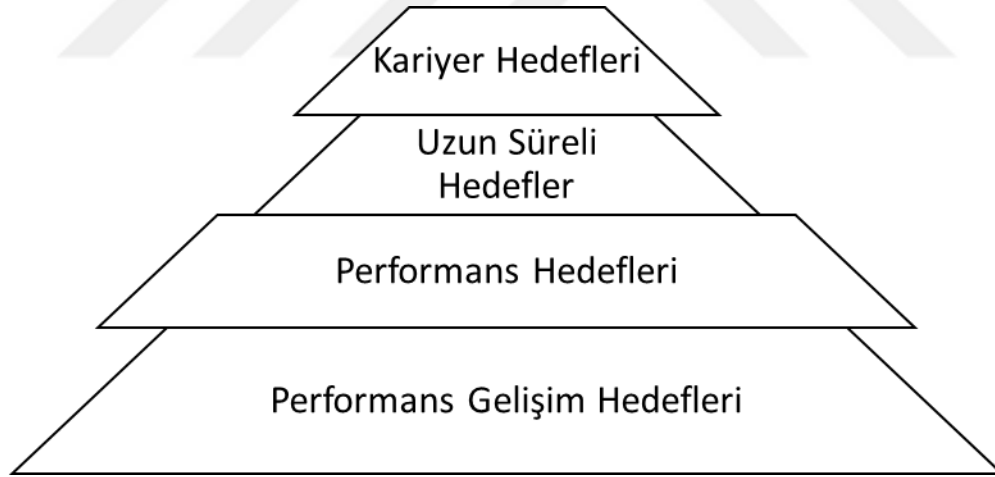 Kariyer Hedefleri
Uzun Süreli
Hedefler
Performans Hedefleri
Performans Gelişim Hedefleri